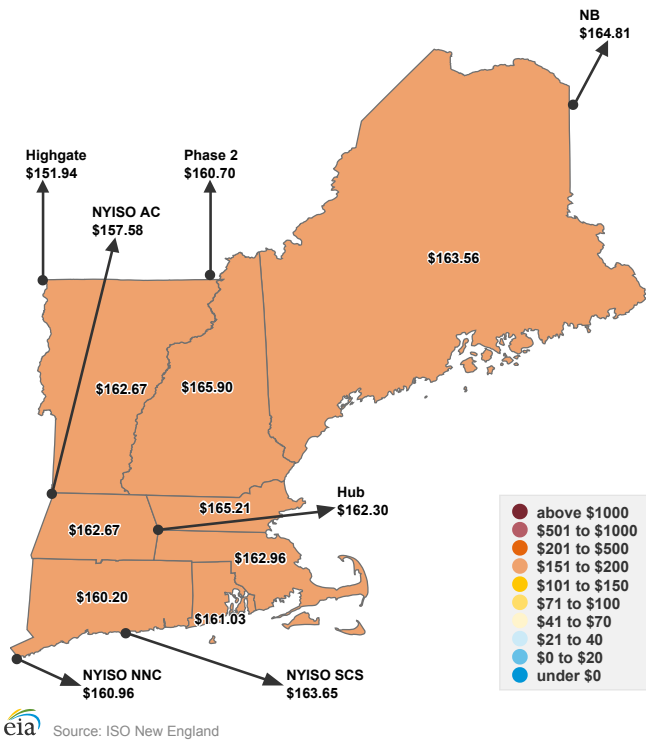 NB
$164.81
Highgate
$151.94
Phase 2
$160.70
NYISO AC
$157.58
$163.56
$162.67
$165.90
Hub
$162.30
$165.21
$162.67
$162.96
$160.20
$161.03
NYISO NNC
$160.96
NYISO SCS
$163.65
above $1000
$501 to $1000
$201 to $500
$151 to $200
$101 to $150
$71 to $100
$41 to $70
$21 to 40
$0 to $20
under $0
eia
Source: ISO New England